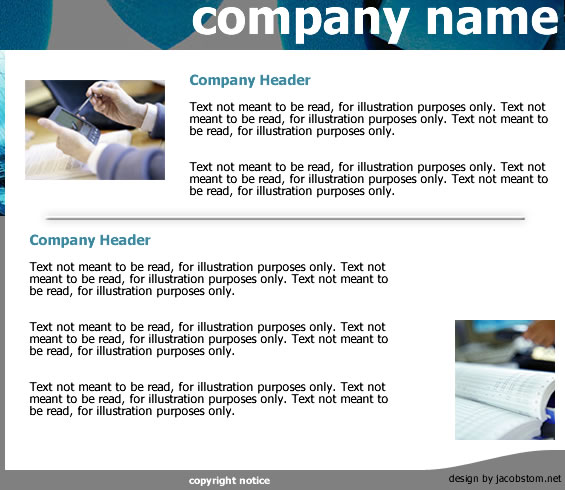 company name
Company Header
Text not meant to be read, for illustration purposes only. Text not
meant to be read, for illustration purposes only. Text not meant to
be read, for illustration purposes only.
Text not meant to be read, for illustration purposes only. Text not
meant to be read, for illustration purposes only. Text not meant to
be read, for illustration purposes only.
Company Header
Text not meant to be read, for illustration purposes only. Text not
meant to be read, for illustration purposes only. Text not meant to
be read, for illustration purposes only.
Text not meant to be read, for illustration purposes only. Text not
meant to be read, for illustration purposes only. Text not meant to
be read, for illustration purposes only.
Text not meant to be read, for illustration purposes only. Text not
meant to be read, for illustration purposes only. Text not meant to
be read, for illustration purposes only.
copyright notice
design by jacobstom.net